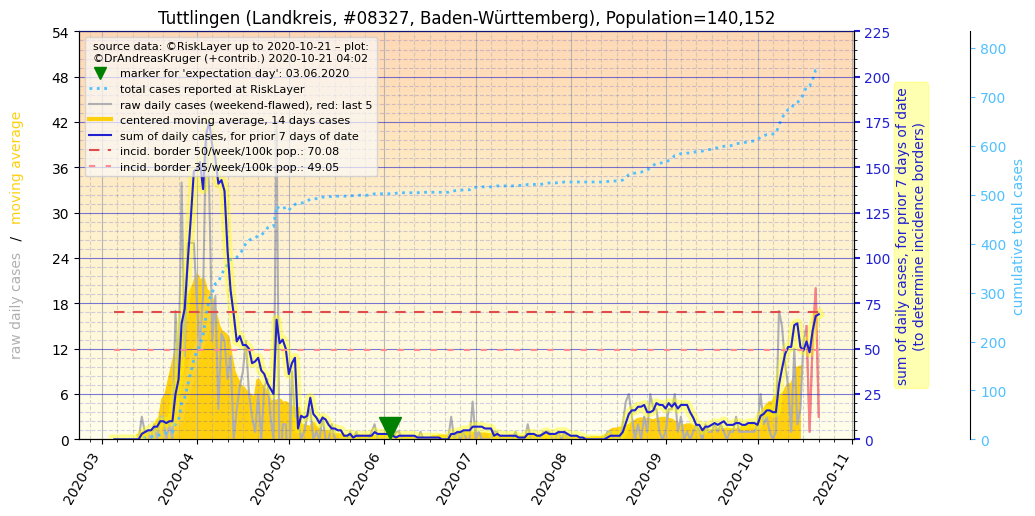 Tuttlingen (Landkreis, #08327, Baden-Württemberg), Population=140,152
source data: ©RiskLayer up to 2020-10-21 – plot:
©DrAndreasKruger (+contrib.) 2020-10-21 04:02
marker for 'expectation day': 03.06.2020
total cases reported at RiskLayer
raw daily cases (weekend-flawed), red: last 5
centered moving average, 14 days cases
sum of daily cases, for prior 7 days of date
incid. border 50/week/100k pop.: 70.08
incid. border 35/week/100k pop.: 49.05
raw daily cases / moving average
54
48
42
36
30
24
18
12
6
0
2020-03
2020-04
2020-05
2020-06
2020-07
2020-08
2020-09
2020-10
2020-11
225
200
175
150
125
100
75
50
25
0
sum of daily cases, for prior 7 days of date
(to determine incidence borders)
800
700
600
500
400
300
200
100
0
cumulative total cases